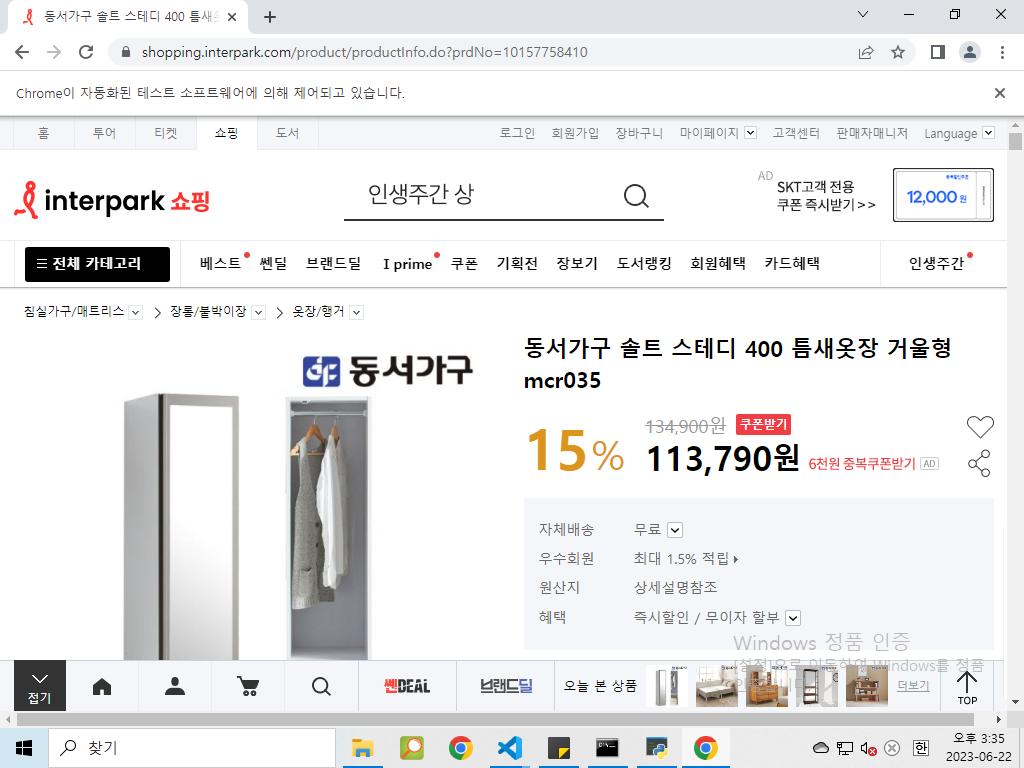 동서가구 솔트 스테디 400 틈새옷
shopping.interpark.com/product/productInfo.do?prdNo=10157758410
Chrome이 자동화된 테스트 소프트웨어에 의해 제어되고 있습니다.
홈 투어 티켓 쇼핑 도서 로그인 회원가입 장바구니 마이페이지 고객센터 판매자매니저 Language
interpark 쇼핑
인생주간 상
AD
SKT고객 전용
쿠폰 즉시받기>>
12,000원
전체 카테고리 베스트 쎈딜 브랜드딜 I prime 쿠폰 기획전 장보기 도서랭킹 회원혜택 카드혜택 인생주간
침실가구/매트리스 장롱/붙박이장 옷장/행거
동서가구
동서가구 솔트 스테디 400 틈새옷장 거울형
mcr035
15%
134,900원 쿠폰받기
113,790원 6천원 중복쿠폰받기 AD
자체배송 무료
우수회원 최대 1.5% 적립
원산지 상세설명참조
혜택 즉시할인 / 무이자 할부
Windows 정품 인증
[설정]으로 이동하여 Windows를 정품
접기
쎈DEAL
브랜드딜
오늘 본 상품
더보기
TOP
찾기
한
오후 3:35
2023-06-22